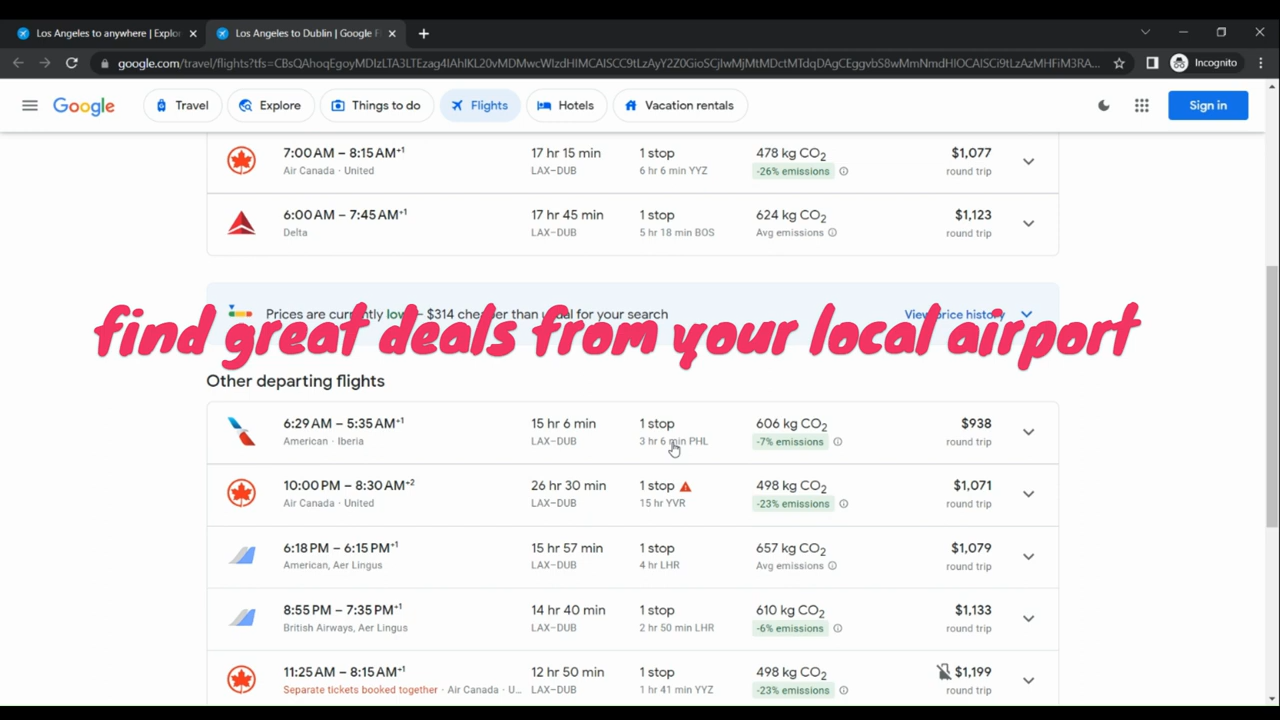 Los Angeles to anywhere | Explor
Los Angeles to Dublin | Google F
Incognito
Google
Travel
Explore
Things to do
Flights
Hotels
Vacation rentals
Sign in
7:00 AM – 8:15 AM+1
17 hr 15 min
1 stop
478 kg CO2
$1,077
Air Canada · United
6 hr 6 min YYZ
LAX–DUB
-26% emissions
round trip
6:00 AM – 7:45 AM+1
17 hr 45 min
1 stop
624 kg CO2
$1,123
Delta
LAX–DUB
5 hr 18 min BOS
Avg emissions
round trip
Prices are currently low – $314 cheaper than usual for your search
View price history
find great deals from your local airport
Other departing flights
6:29 AM – 5:35 AM+1
15 hr 6 min
1 stop
606 kg CO2
$938
American · Iberia
LAX–DUB
3 hr 6 min PHL
-7% emissions
round trip
10:00 PM – 8:30 AM+2
26 hr 30 min
1 stop
498 kg CO2
$1,071
Air Canada · United
LAX–DUB
15 hr YVR
-23% emissions
round trip
6:18 PM – 6:15 PM+1
15 hr 57 min
1 stop
657 kg CO2
$1,079
American, Aer Lingus
LAX–DUB
4 hr LHR
Avg emissions
round trip
8:55 PM – 7:35 PM+1
14 hr 40 min
1 stop
610 kg CO2
$1,133
British Airways, Aer Lingus
LAX–DUB
2 hr 50 min LHR
-6% emissions
round trip
11:25 AM – 8:15 AM+1
12 hr 50 min
1 stop
498 kg CO2
$1,199
Separate tickets booked together · Air Canada · U...
LAX–DUB
1 hr 41 min YYZ
-23% emissions
round trip